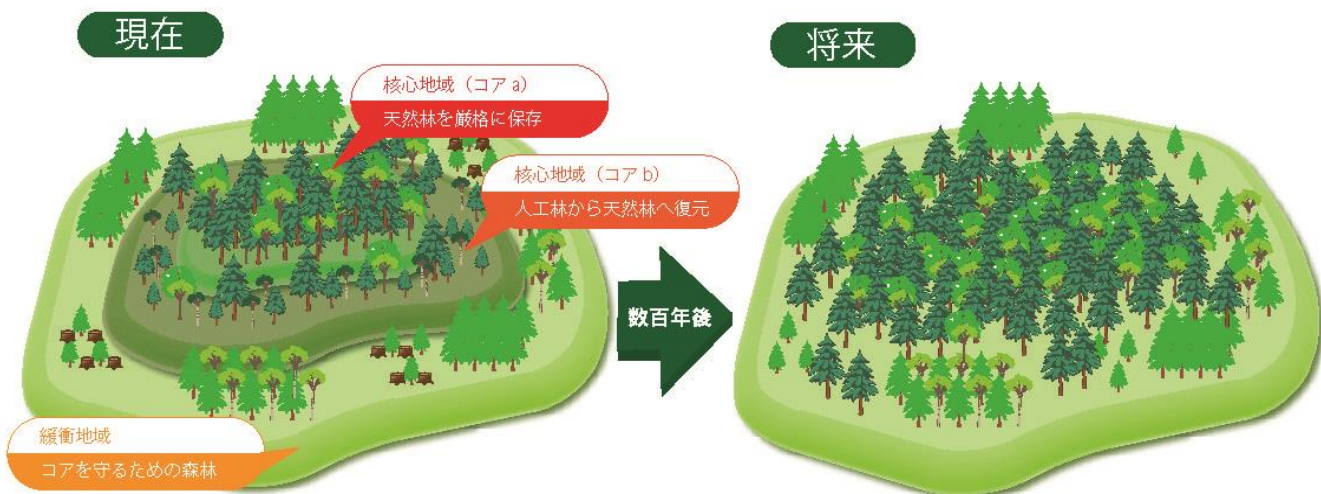 現在
核心地域（コアa）
天然林を厳格に保存
核心地域（コアb）
人工林から天然林へ復元
緩衝地域
コアを守るための森林
数百年後
将来